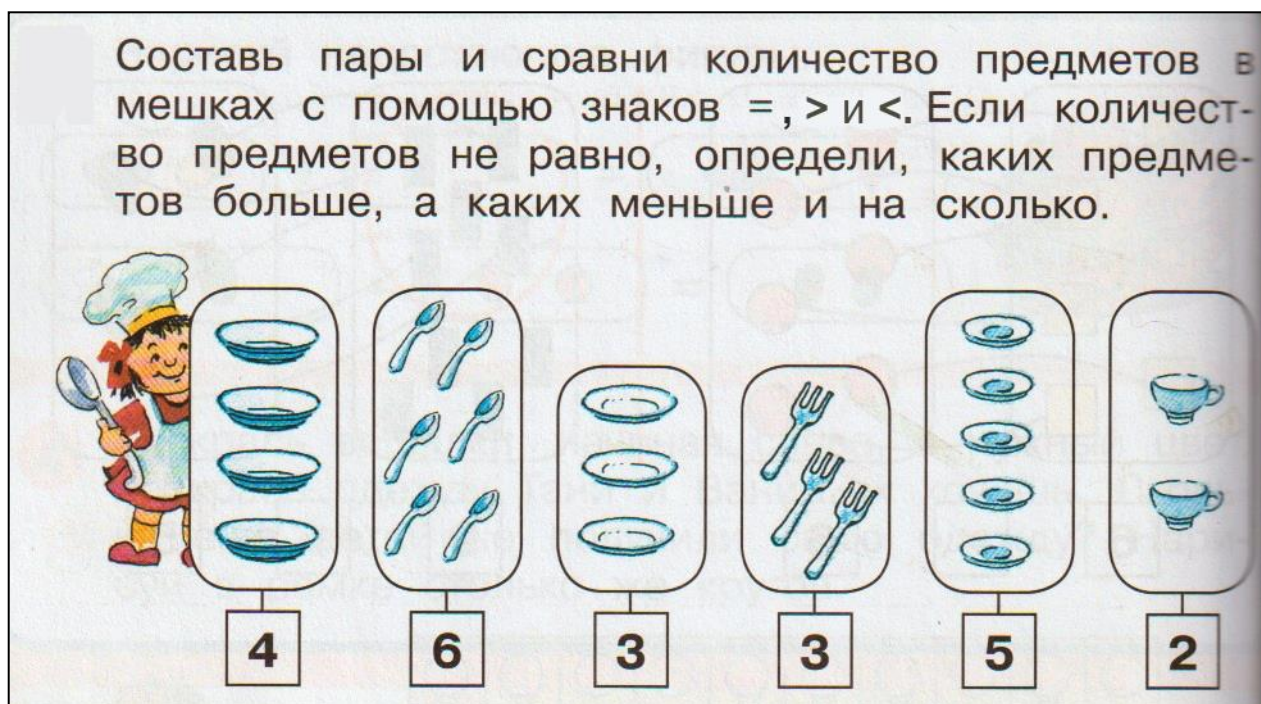 Составь пары и сравни количество предметов в
мешках с помощью знаков =, > и <. Если количест-
во предметов не равно, определи, каких предме-
тов больше, а каких меньше и на сколько.
4 6 3 3 5 2